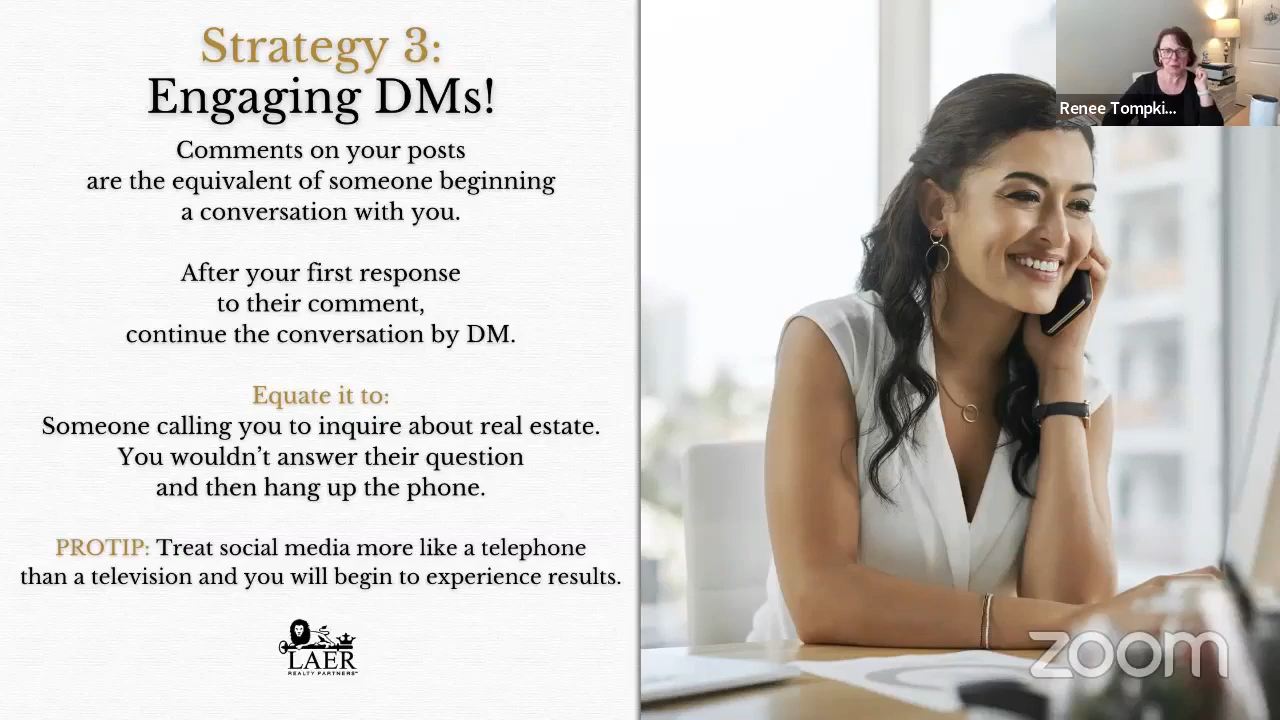 Strategy 3:
Engaging DMs!
Comments on your posts
are the equivalent of someone beginning
a conversation with you.
After your first response
to their comment,
continue the conversation by DM.
Equate it to:
Someone calling you to inquire about real estate.
You wouldn’t answer their question
and then hang up the phone.
PROTIP: Treat social media more like a telephone
than a television and you will begin to experience results.
LAER
REALTY PARTNERS
Renee Tompki...
zoom